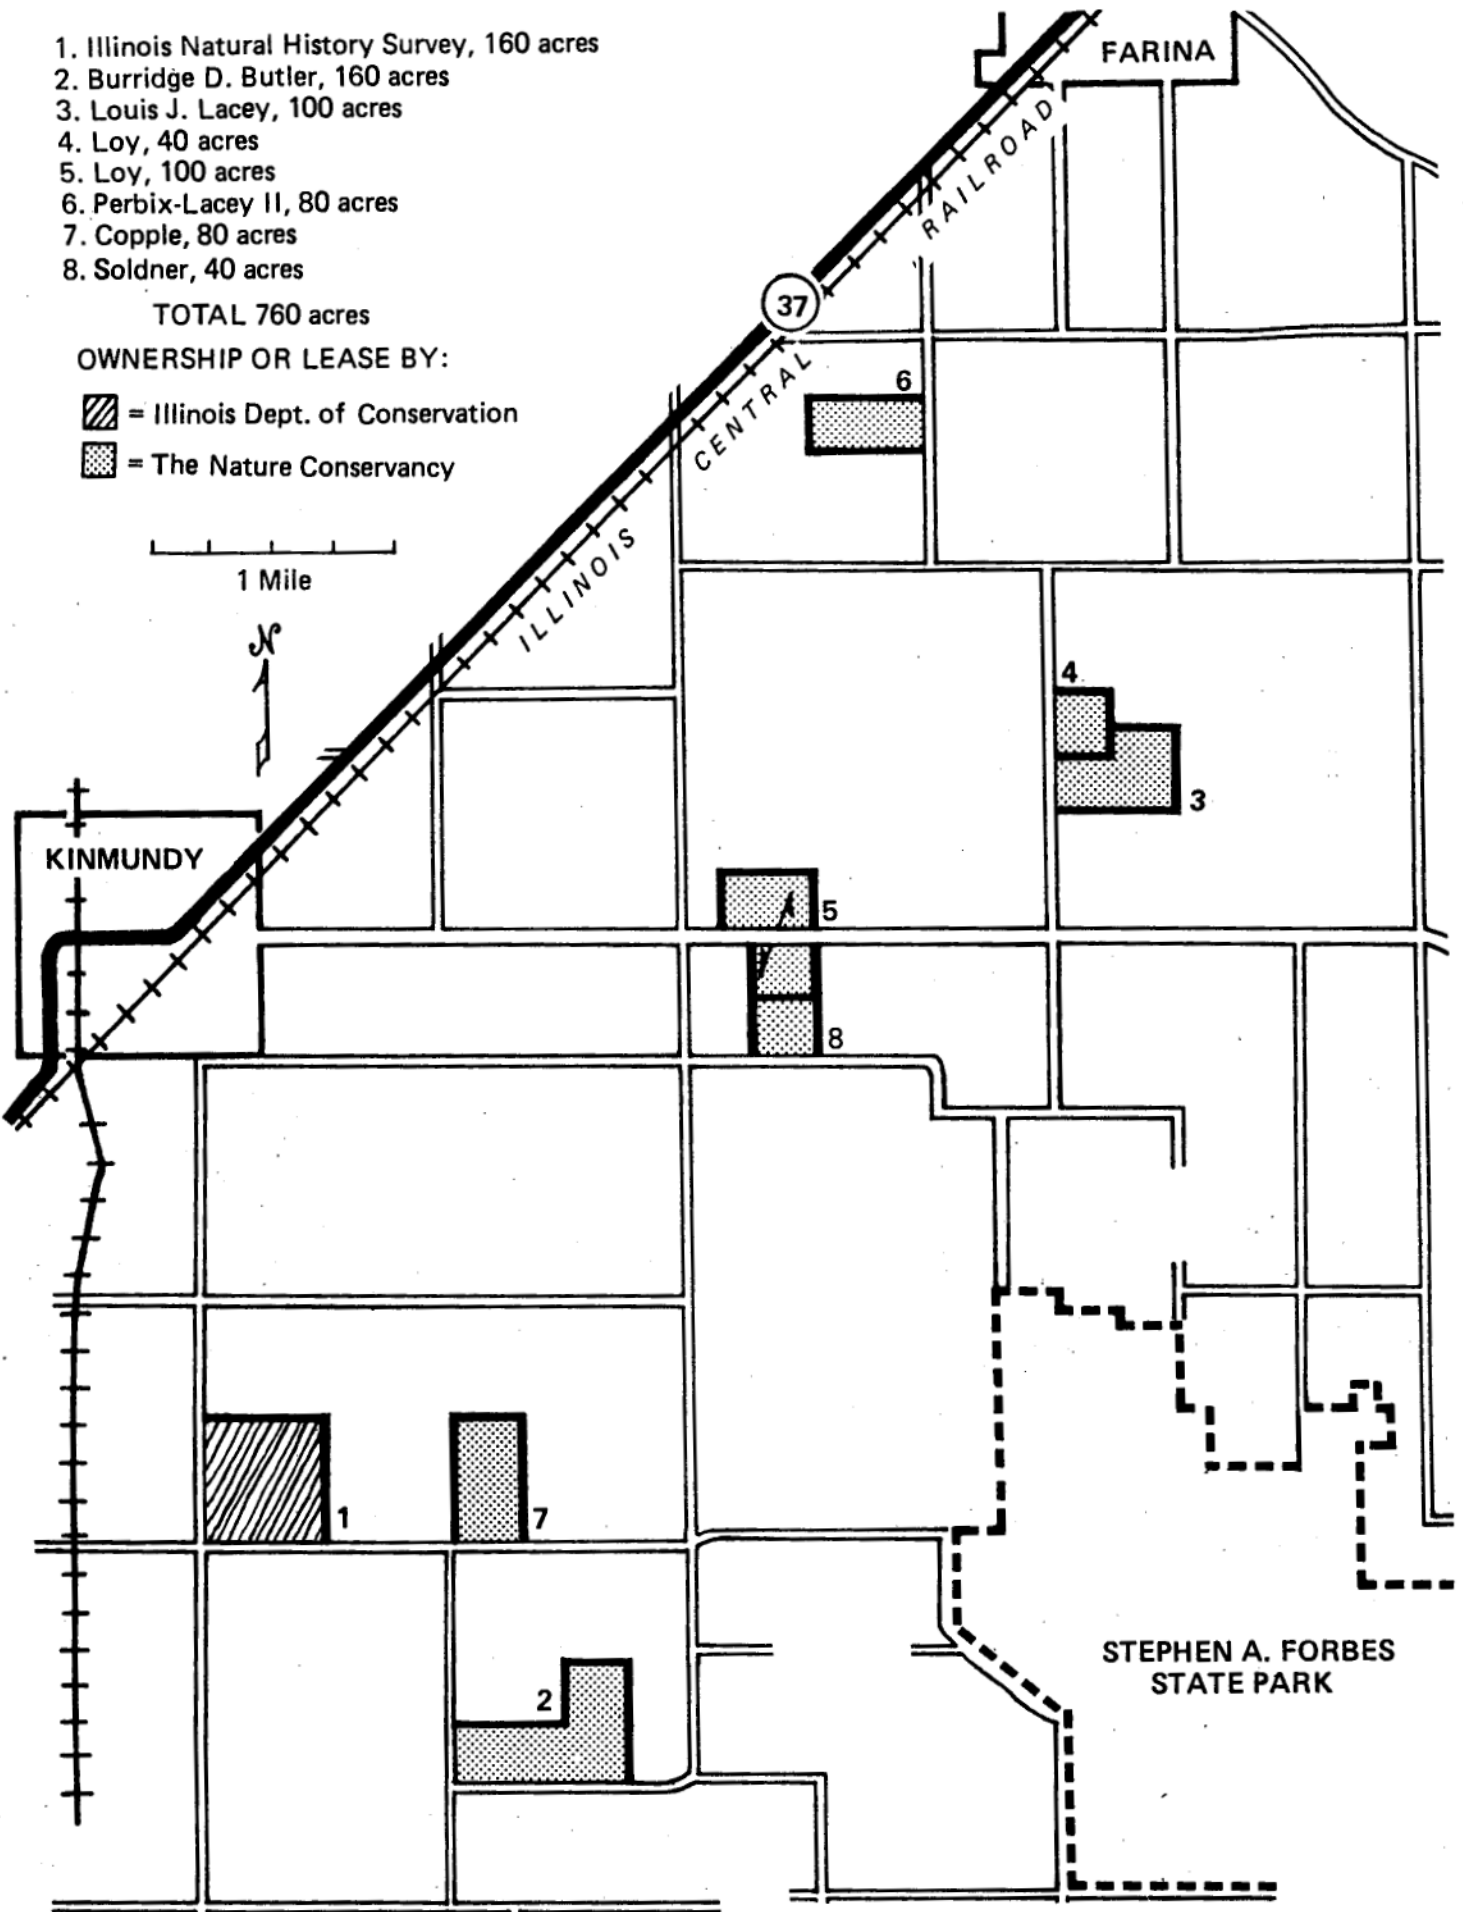 1. Illinois Natural History Survey, 160 acres
2. Burridge D. Butler, 160 acres
3. Louis J. Lacey, 100 acres
4. Loy, 40 acres
5. Loy, 100 acres
6. Perbix-Lacey II, 80 acres
7. Copple, 80 acres
8. Soldner, 40 acres
TOTAL 760 acres
OWNERSHIP OR LEASE BY:
= Illinois Dept. of Conservation
= The Nature Conservancy
1 Mile
N
FARINA
ILLINOIS CENTRAL RAILROAD
37
6
4
3
KINMUNDY
5
8
1
7
2
STEPHEN A. FORBES
STATE PARK